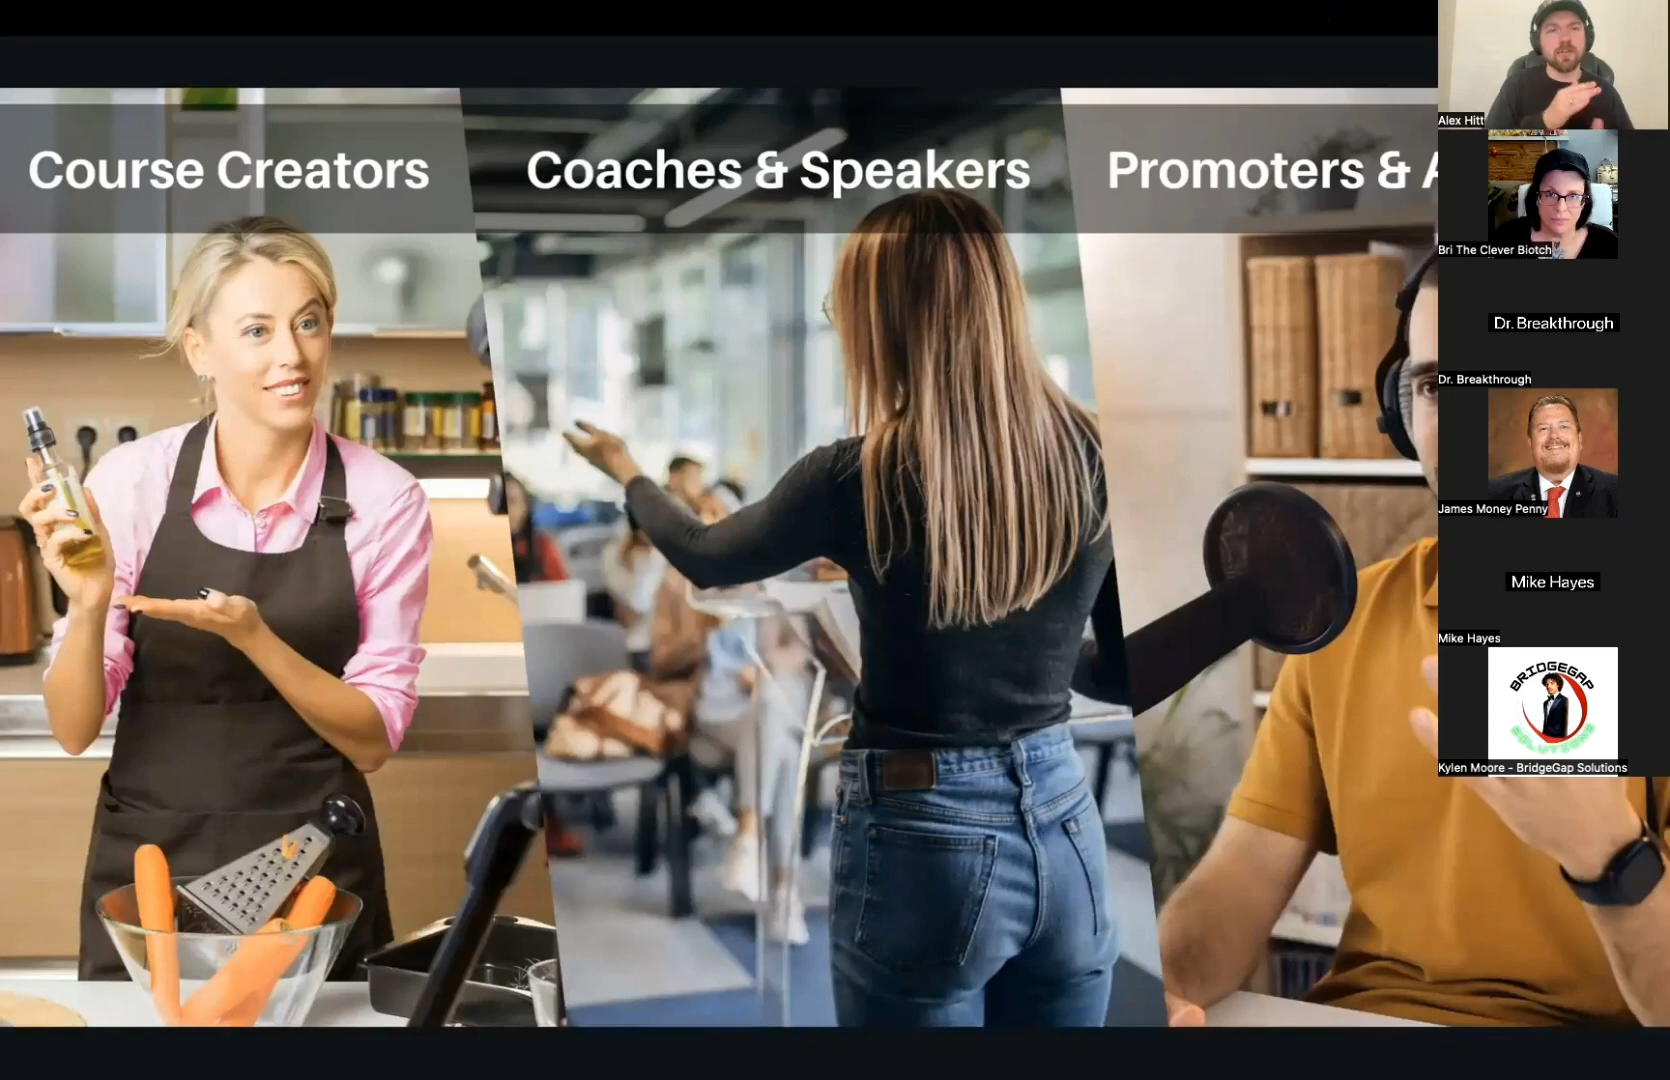 Course Creators
Coaches & Speakers
Promoters & A
Alex Hitt
Bri The Clever Biotch
Dr. Breakthrough
Dr. Breakthrough
James Money Penny
Mike Hayes
Mike Hayes
BRIDGEGAP
SOLUTIONS
Kylen Moore - BridgeGap Solutions